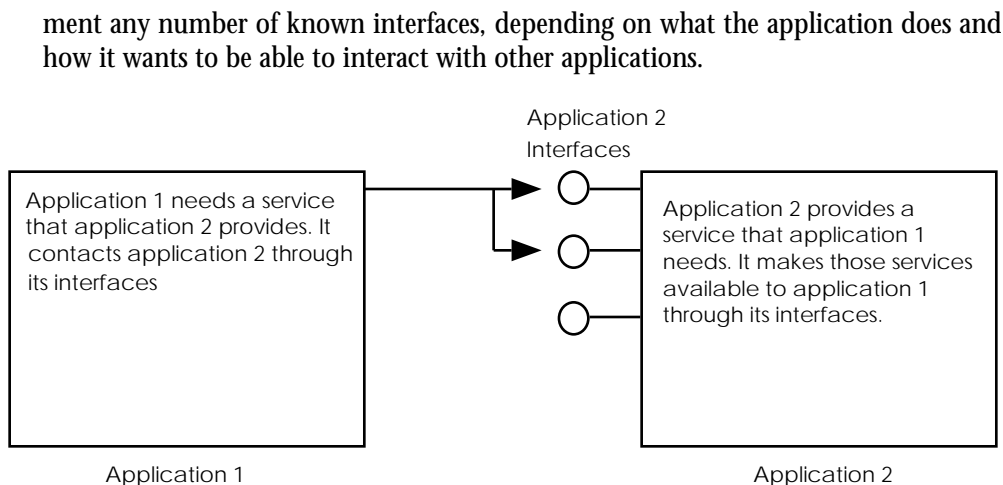 ment any number of known interfaces, depending on what the application does and
how it wants to be able to interact with other applications.
Application 2
Interfaces
Application 1 needs a service
that application 2 provides. It
contacts application 2 through
its interfaces
Application 2 provides a
service that application 1
needs. It makes those services
available to application 1
through its interfaces.
Application 1
Application 2